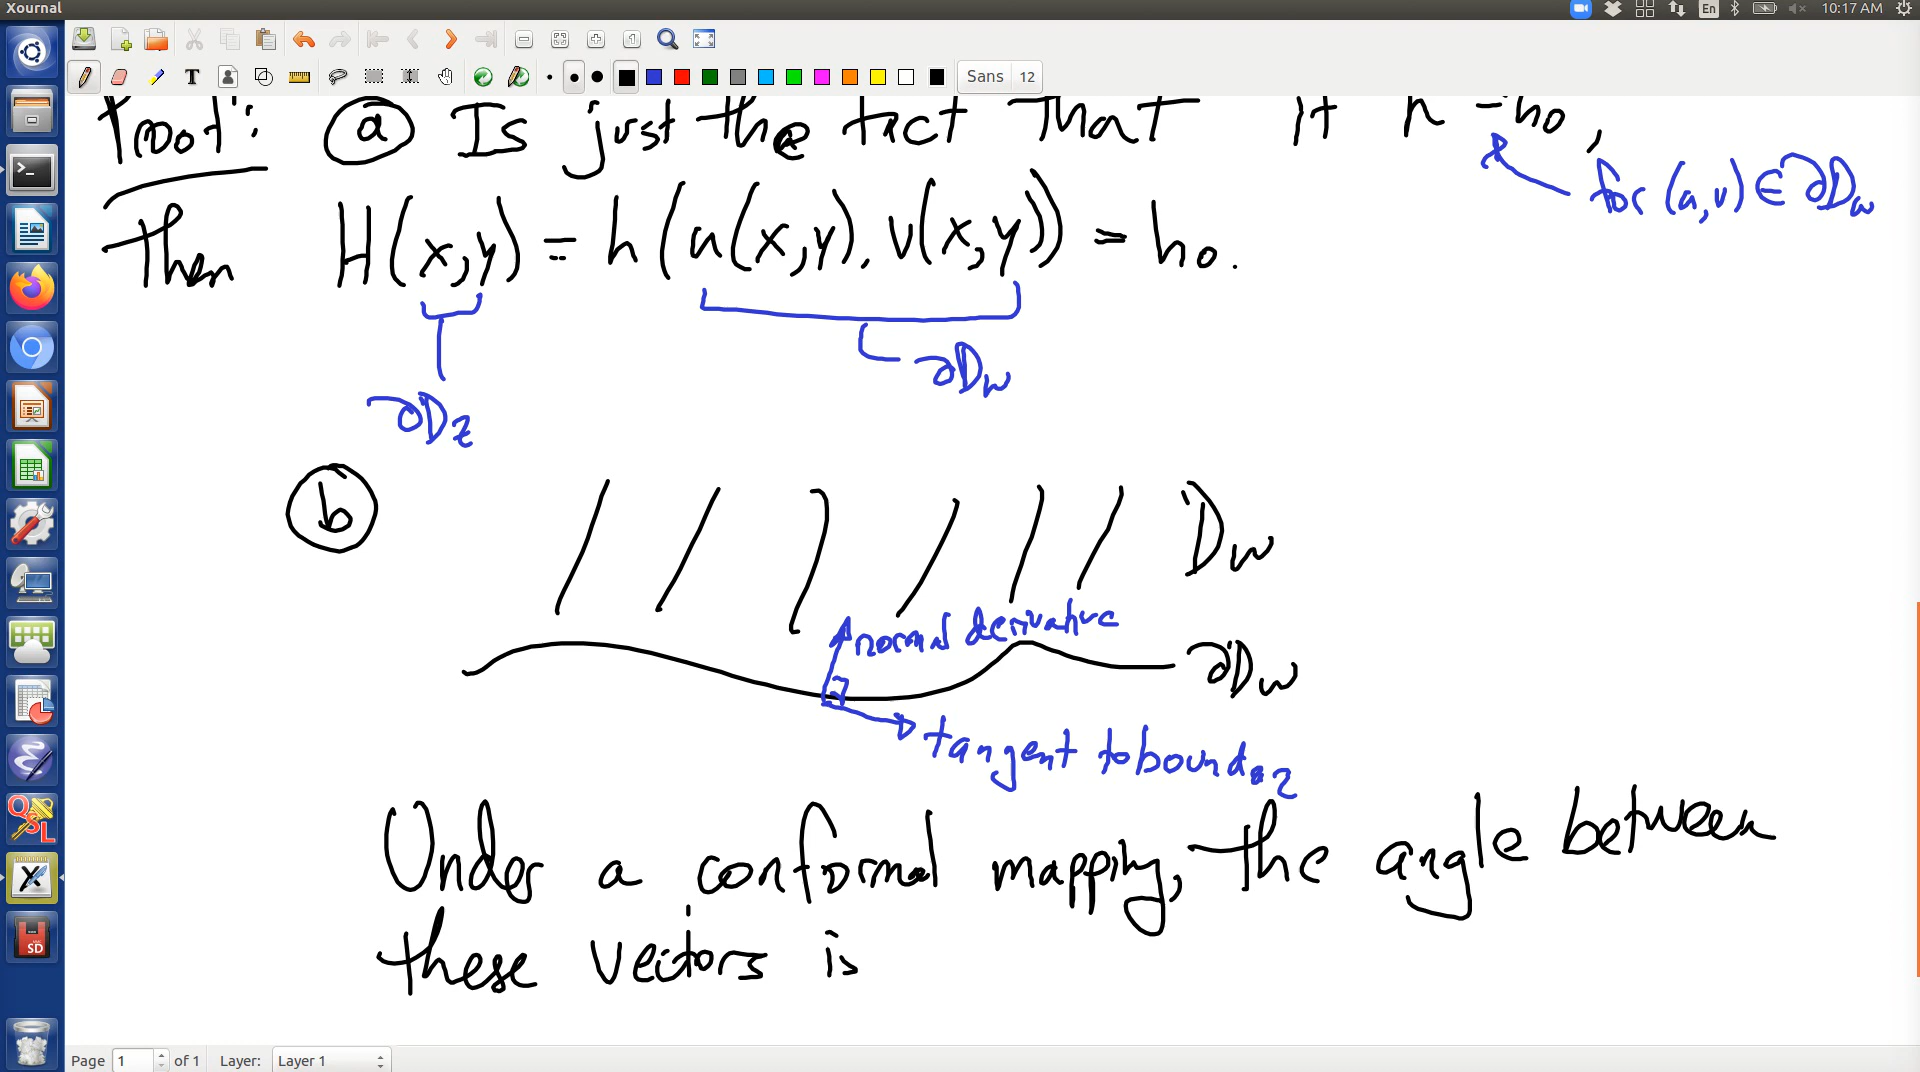 Xournal
En
10:17 AM
T
Sans 12
Proof: (a) Is just the fact that if h = h₀,
for (u,v) ∈ ∂D_w
Then H(x,y) = h(u(x,y), v(x,y)) = h₀.
∂D_z
∂D_w
(b)
D_w
normal derivative
∂D_w
tangent to boundary
Under a conformal mapping, the angle between
these vectors is
QSL
SD
Page 1 of 1 Layer: Layer 1